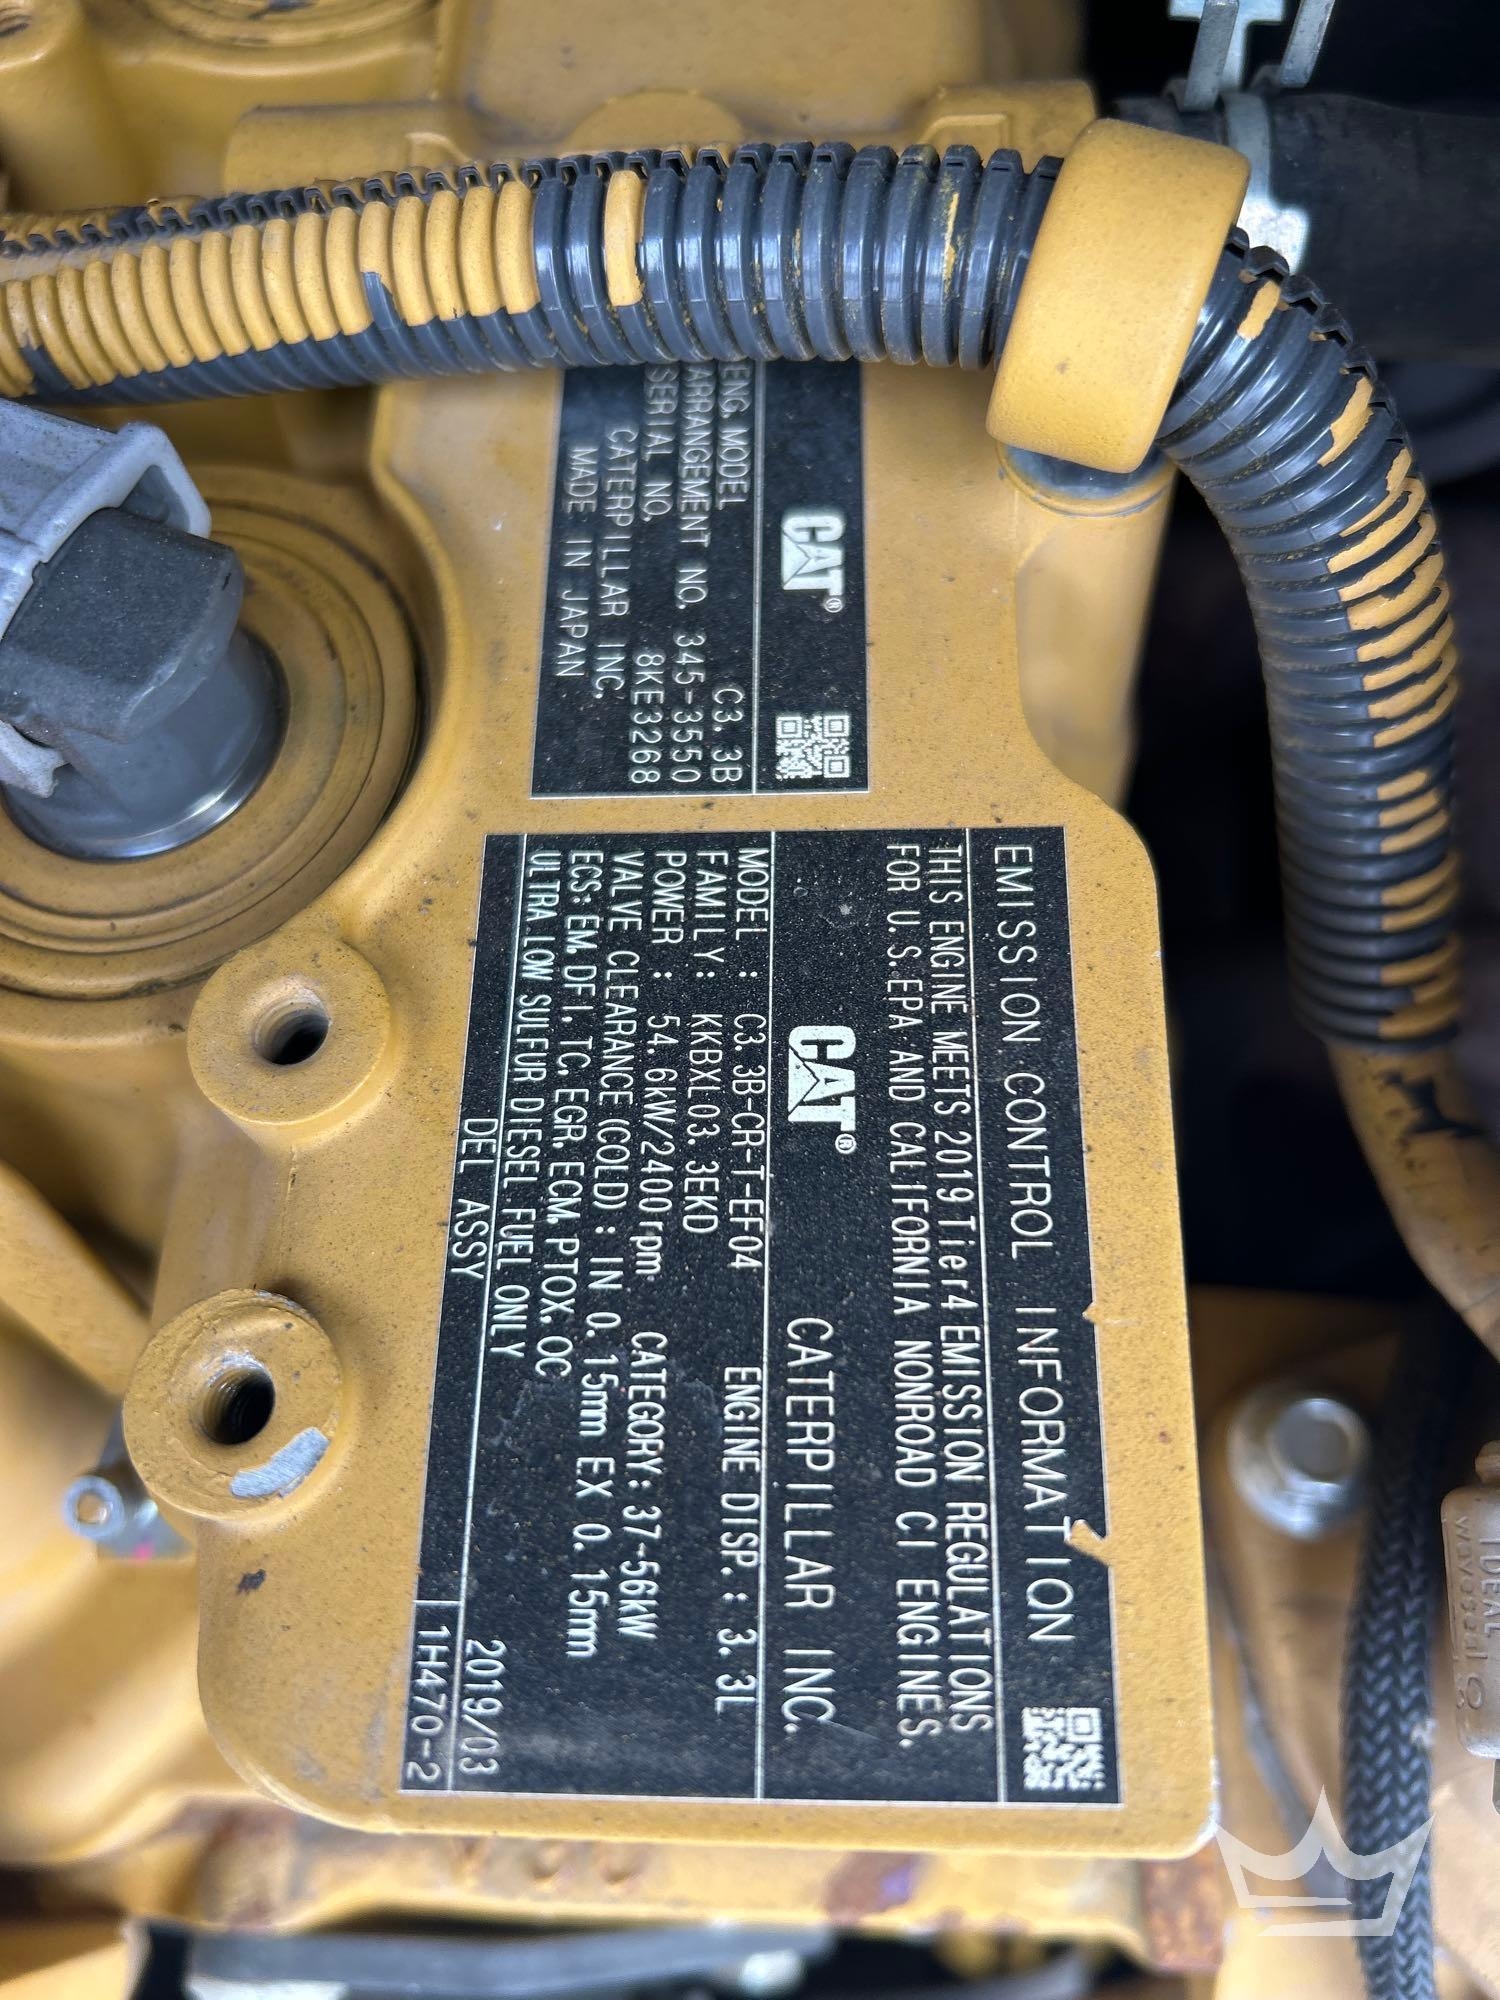 CAT®
ENG. MODEL C3.3B
ARRANGEMENT NO. 345-3550
SERIAL NO. 8KE3268
CATERPILLAR INC.
MADE IN JAPAN
EMISSION CONTROL INFORMATION
THIS ENGINE MEETS 2019 Tier4 EMISSION REGULATIONS
FOR U.S.EPA AND CALIFORNIA NONROAD CI ENGINES.
CAT® CATERPILLAR INC.
MODEL : C3.3B-CR-T-EF04 ENGINE DISP.: 3.3L
FAMILY: KKBXL03.3EKD
POWER : 54.6kW/2400rpm CATEGORY: 37-56kW
VALVE CLEARANCE(COLD) : IN 0.15mm EX 0.15mm
ECS: EM, DFI, TC, EGR, ECM, PTOX, OC
ULTRA LOW SULFUR DIESEL FUEL ONLY
2019/03
DEL ASSY
1H470-2
IDEAL